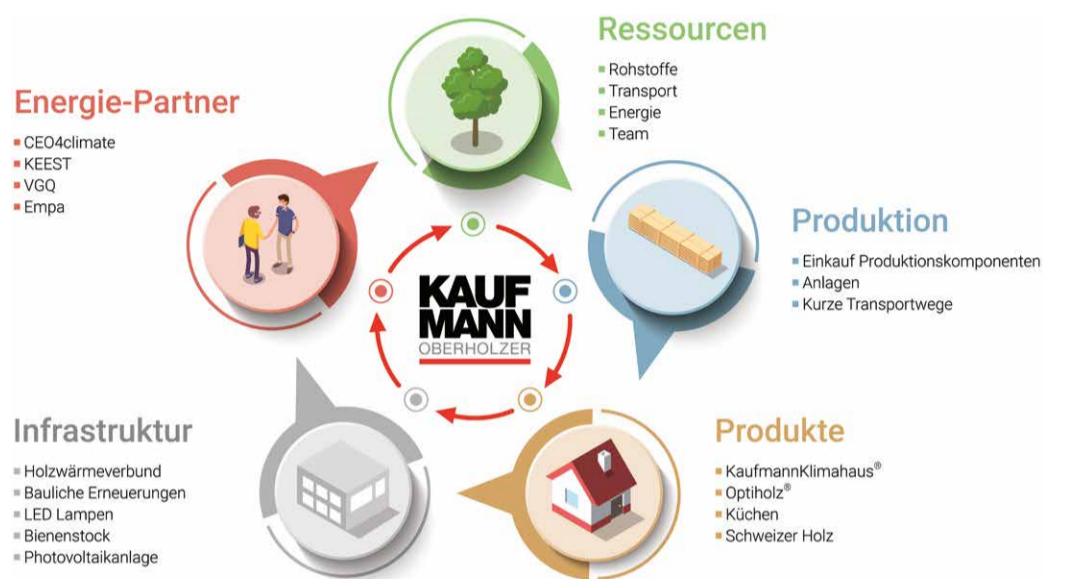 Ressourcen
Rohstoffe
Transport
Energie
Team
Energie-Partner
CEO4climate
KEEST
VGQ
Empa
Produktion
Einkauf Produktionskomponenten
Anlagen
Kurze Transportwege
KAUF
MANN
OBERHOLZER
Infrastruktur
Holzwärmeverbund
Bauliche Erneuerungen
LED Lampen
Bienenstock
Photovoltaikanlage
Produkte
KaufmannKlimahaus®
Optiholz®
Küchen
Schweizer Holz